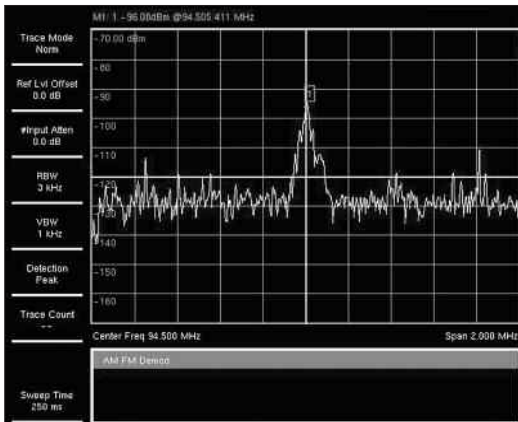 M1: 1 -96.08dBm @94.505.411 MHz
Trace Mode
Norm
Ref Lvl Offset
0.0 dB
#Input Atten
0.0 dB
RBW
3 kHz
VBW
1 kHz
Detection
Peak
Trace Count
--
Sweep Time
250 ms
-70.00 dBm
-80
-90
-100
-110
-120
-130
-140
-150
-160
1
Center Freq 94.500 MHz
Span 2.000 MHz
AM FM Demod